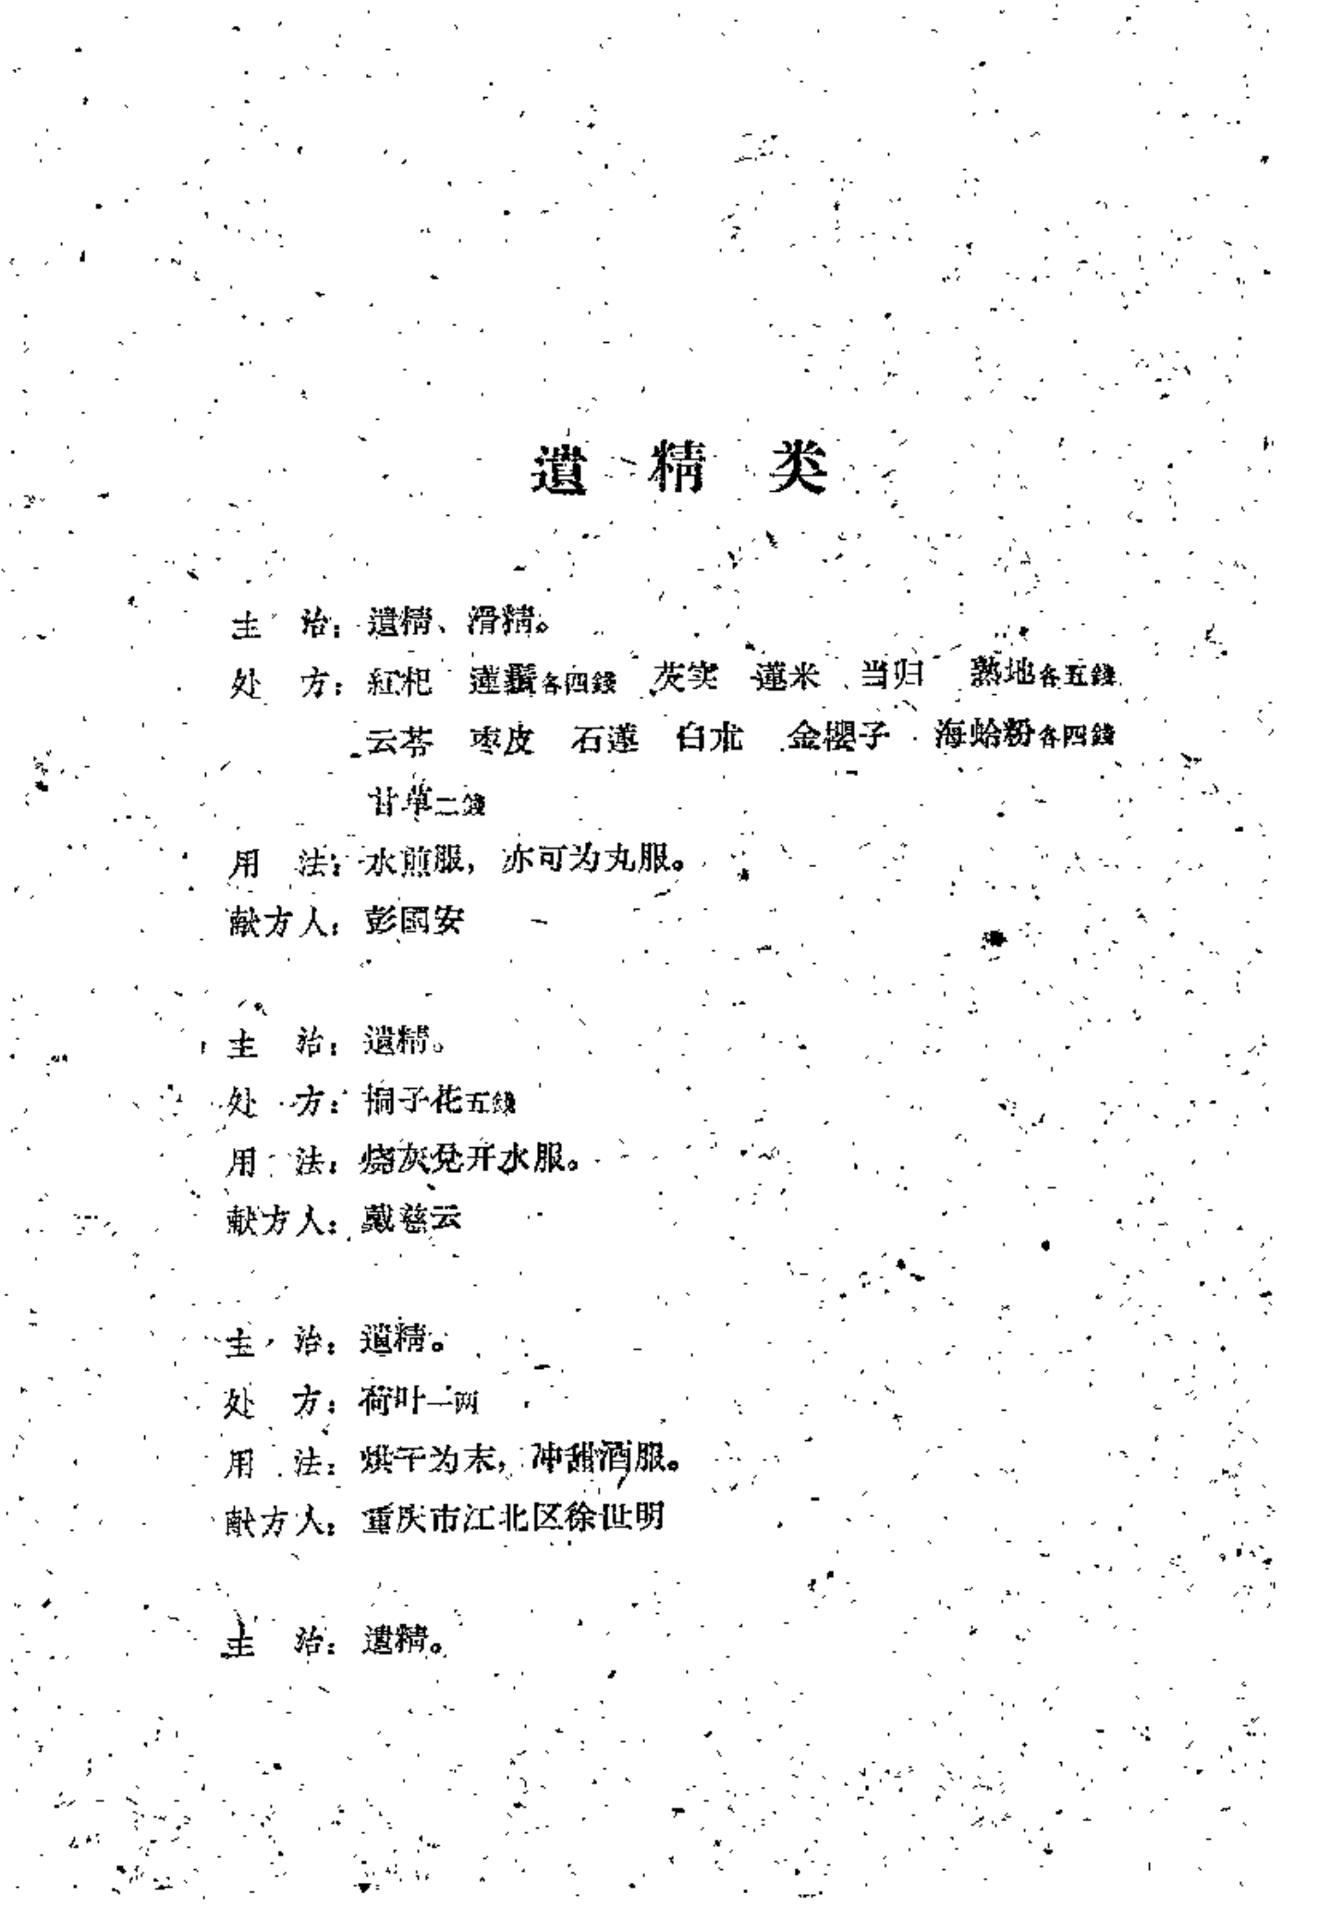 遺精类
主治：遺精、滑精。
处方：紅杞 蓮鬚各四錢 芡实 蓮米 当归 熟地各五錢
云苓 枣皮 石蓮 白朮 金櫻子 海蛤粉各四錢
甘草二錢
用法：水煎服，亦可为丸服。
献方人：彭国安
主治：遺精。
处方：桐子花五錢
用法：烧灰兑开水服。
献方人：戴慈云
主治：遺精。
处方：荷叶一两
用法：烘干为末，冲甜酒服。
献方人：重庆市江北区徐世明
主治：遺精。